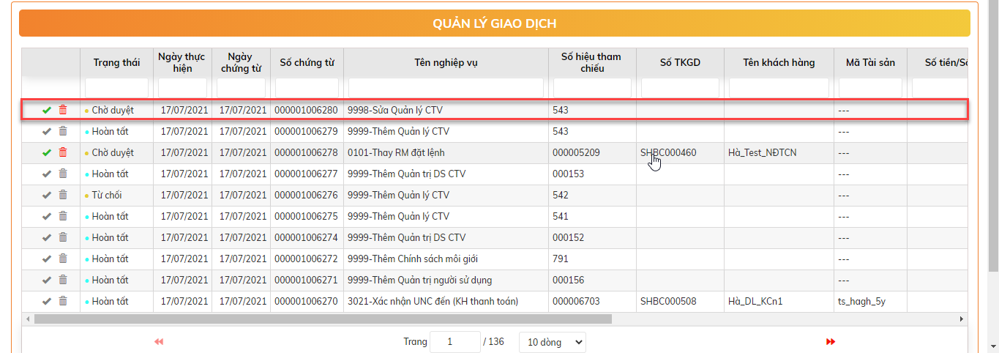 QUẢN LÝ GIAO DỊCH
Trạng thái Ngày thực hiện Ngày chứng từ Số chứng từ Tên nghiệp vụ Số hiệu tham chiếu Số TKGD Tên khách hàng Mã Tài sản Số tiền/Số
Chờ duyệt 17/07/2021 17/07/2021 000001006280 9998-Sửa Quản lý CTV 543 ---
Hoàn tất 17/07/2021 17/07/2021 000001006279 9999-Thêm Quản lý CTV 543 ---
Chờ duyệt 17/07/2021 17/07/2021 000001006278 0101-Thay RM đặt lệnh 000005209 SHBC000460 Hà_Test_NĐTCN ---
Hoàn tất 17/07/2021 17/07/2021 000001006277 9999-Thêm Quản trị DS CTV 000153 ---
Từ chối 17/07/2021 17/07/2021 000001006276 9999-Thêm Quản lý CTV 542 ---
Hoàn tất 17/07/2021 17/07/2021 000001006275 9999-Thêm Quản lý CTV 541 ---
Hoàn tất 17/07/2021 17/07/2021 000001006274 9999-Thêm Quản trị DS CTV 000152 ---
Hoàn tất 17/07/2021 17/07/2021 000001006272 9999-Thêm Chính sách môi giới 791 ---
Hoàn tất 17/07/2021 17/07/2021 000001006271 9999-Thêm Quản trị người sử dụng 000156 ---
Hoàn tất 17/07/2021 17/07/2021 000001006270 3021-Xác nhận UNC đến (KH thanh toán) 000006703 SHBC000508 Hà_DL_KCn1 ts_hagh_5y
Trang 1 / 136 10 dòng